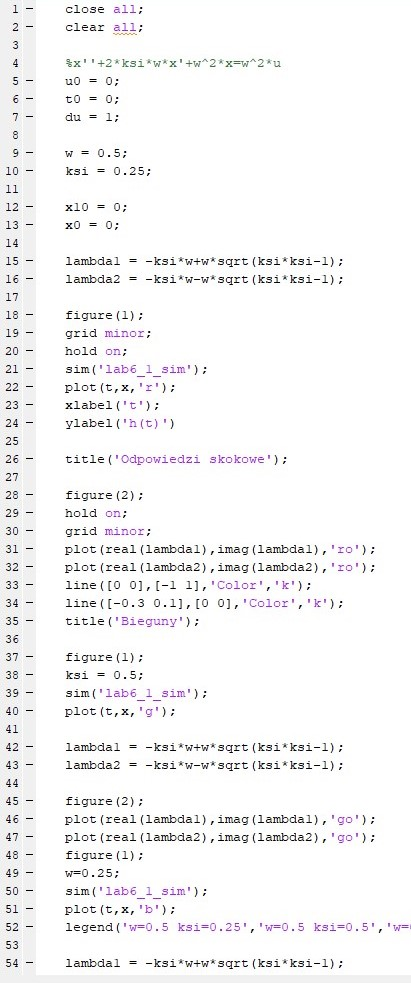 1 - close all;
2 - clear all;
3
4 %x''+2*ksi*w*x'+w^2*x=w^2*u
5 - u0 = 0;
6 - t0 = 0;
7 - du = 1;
8
9 - w = 0.5;
10 - ksi = 0.25;
11
12 - x10 = 0;
13 - x0 = 0;
14
15 - lambda1 = -ksi*w+w*sqrt(ksi*ksi-1);
16 - lambda2 = -ksi*w-w*sqrt(ksi*ksi-1);
17
18 - figure(1);
19 - grid minor;
20 - hold on;
21 - sim('lab6_1_sim');
22 - plot(t,x,'r');
23 - xlabel('t');
24 - ylabel('h(t)')
25
26 - title('Odpowiedzi skokowe');
27
28 - figure(2);
29 - hold on;
30 - grid minor;
31 - plot(real(lambda1),imag(lambda1),'ro');
32 - plot(real(lambda2),imag(lambda2),'ro');
33 - line([0 0],[-1 1],'Color','k');
34 - line([-0.3 0.1],[0 0],'Color','k');
35 - title('Bieguny');
36
37 - figure(1);
38 - ksi = 0.5;
39 - sim('lab6_1_sim');
40 - plot(t,x,'g');
41
42 - lambda1 = -ksi*w+w*sqrt(ksi*ksi-1);
43 - lambda2 = -ksi*w-w*sqrt(ksi*ksi-1);
44
45 - figure(2);
46 - plot(real(lambda1),imag(lambda1),'go');
47 - plot(real(lambda2),imag(lambda2),'go');
48 - figure(1);
49 - w=0.25;
50 - sim('lab6_1_sim');
51 - plot(t,x,'b');
52 - legend('w=0.5 ksi=0.25','w=0.5 ksi=0.5','w=
53
54 - lambda1 = -ksi*w+w*sqrt(ksi*ksi-1);